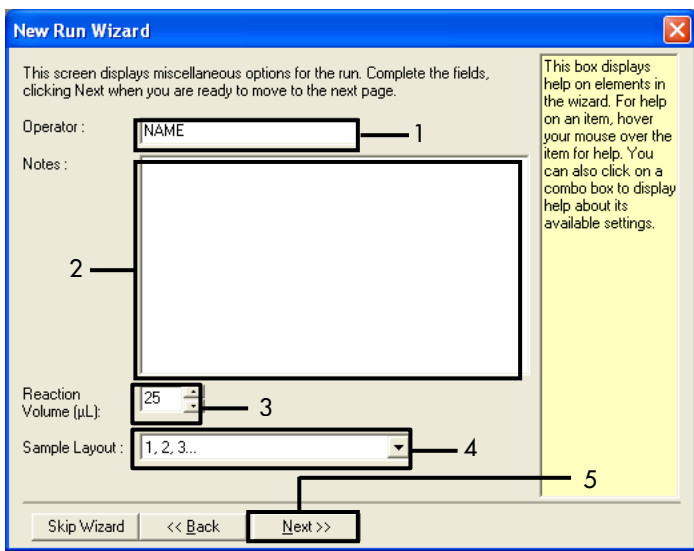 New Run Wizard
This screen displays miscellaneous options for the run. Complete the fields,
clicking Next when you are ready to move to the next page.
Operator :
NAME
1
Notes :
2
Reaction
Volume (µL):
25
3
Sample Layout :
1, 2, 3...
4
5
Skip Wizard
<< Back
Next >>
This box displays
help on elements in
the wizard. For help
on an item, hover
your mouse over the
item for help. You
can also click on a
combo box to display
help about its
available settings.